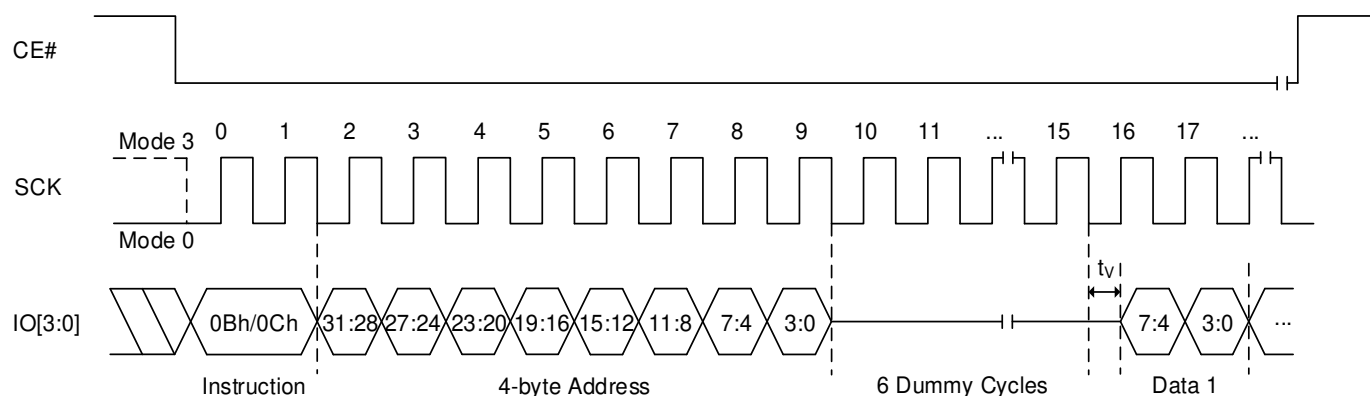 CE#
0 1 2 3 4 5 6 7 8 9 10 11 ... 15 16 17 ...
Mode 3
SCK
Mode 0
tV
IO[3:0] 0Bh/0Ch 31:28 27:24 23:20 19:16 15:12 11:8 7:4 3:0 7:4 3:0 ...
Instruction 4-byte Address 6 Dummy Cycles Data 1